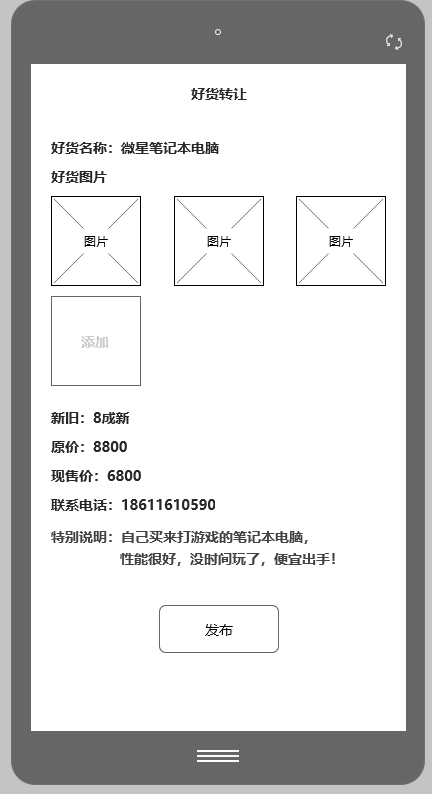 好货转让
好货名称：微星笔记本电脑
好货图片
图片 图片 图片
添加
新旧：8成新
原价：8800
现售价：6800
联系电话：18611610590
特别说明：自己买来打游戏的笔记本电脑，
性能很好，没时间玩了，便宜出手！
发布